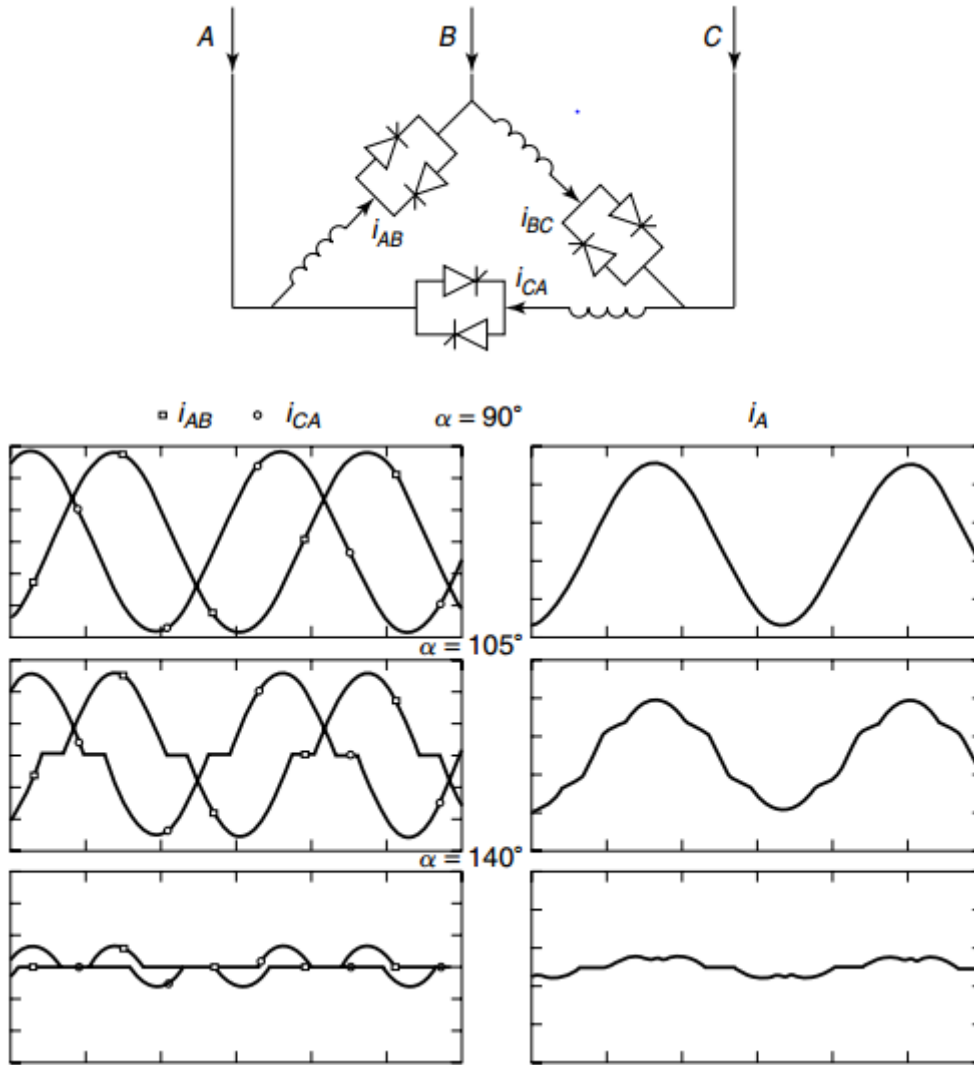 A B C
i_AB i_BC
i_CA
i_AB i_CA α = 90° i_A
α = 105°
α = 140°